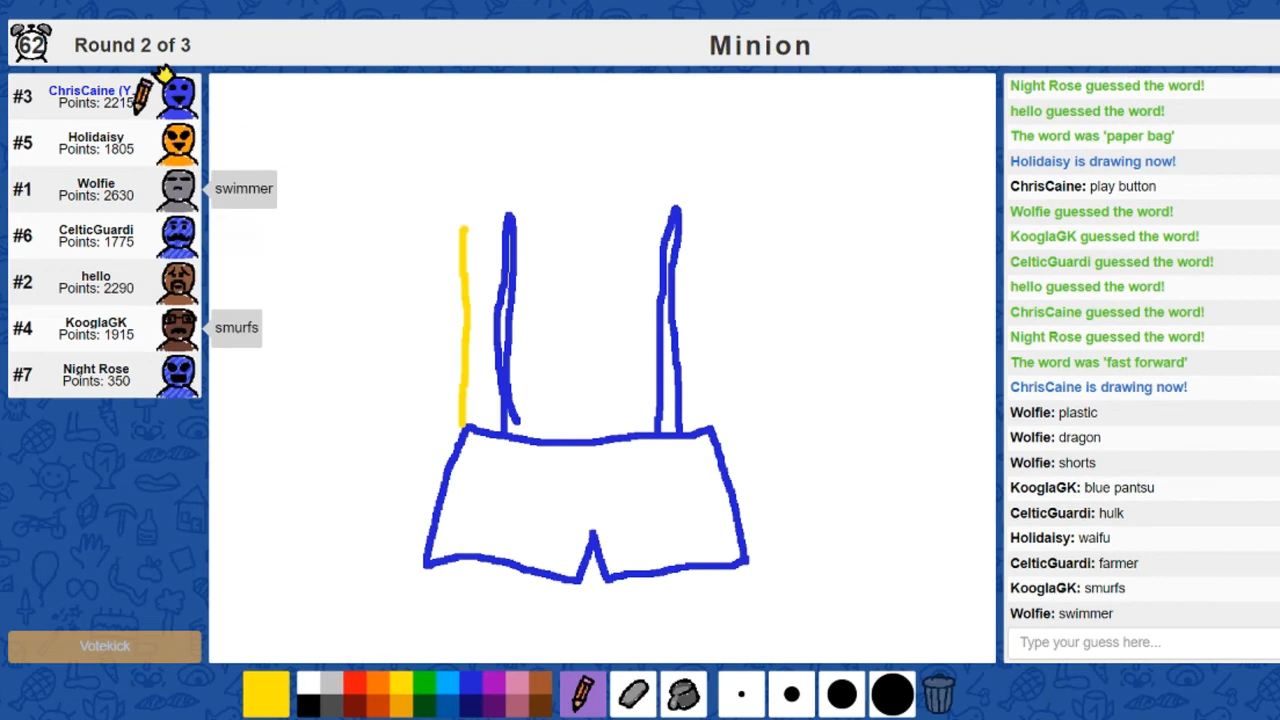 62
Round 2 of 3
Minion
#3
ChrisCaine (Y
Points: 2215
#5
Holidaisy
Points: 1805
#1
Wolfie
Points: 2630
swimmer
#6
CelticGuardi
Points: 1775
#2
hello
Points: 2290
#4
KooglaGK
Points: 1915
smurfs
#7
Night Rose
Points: 350
Votekick
Night Rose guessed the word!
hello guessed the word!
The word was 'paper bag'
Holidaisy is drawing now!
ChrisCaine: play button
Wolfie guessed the word!
KooglaGK guessed the word!
CelticGuardi guessed the word!
hello guessed the word!
ChrisCaine guessed the word!
Night Rose guessed the word!
The word was 'fast forward'
ChrisCaine is drawing now!
Wolfie: plastic
Wolfie: dragon
Wolfie: shorts
KooglaGK: blue pantsu
CelticGuardi: hulk
Holidaisy: waifu
CelticGuardi: farmer
KooglaGK: smurfs
Wolfie: swimmer
Type your guess here...